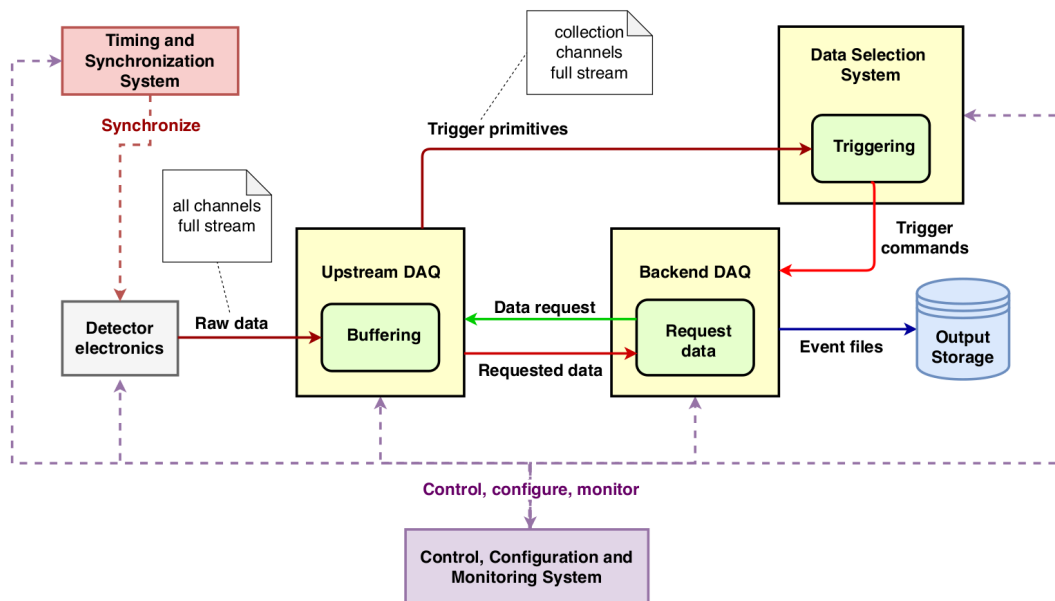 Timing and
Synchronization
System
Synchronize
collection
channels
full stream
Data Selection
System
Trigger primitives
Triggering
all channels
full stream
Trigger
commands
Upstream DAQ
Backend DAQ
Detector
electronics
Raw data
Buffering
Data request
Requested data
Request
data
Event files
Output
Storage
Control, configure, monitor
Control, Configuration and
Monitoring System